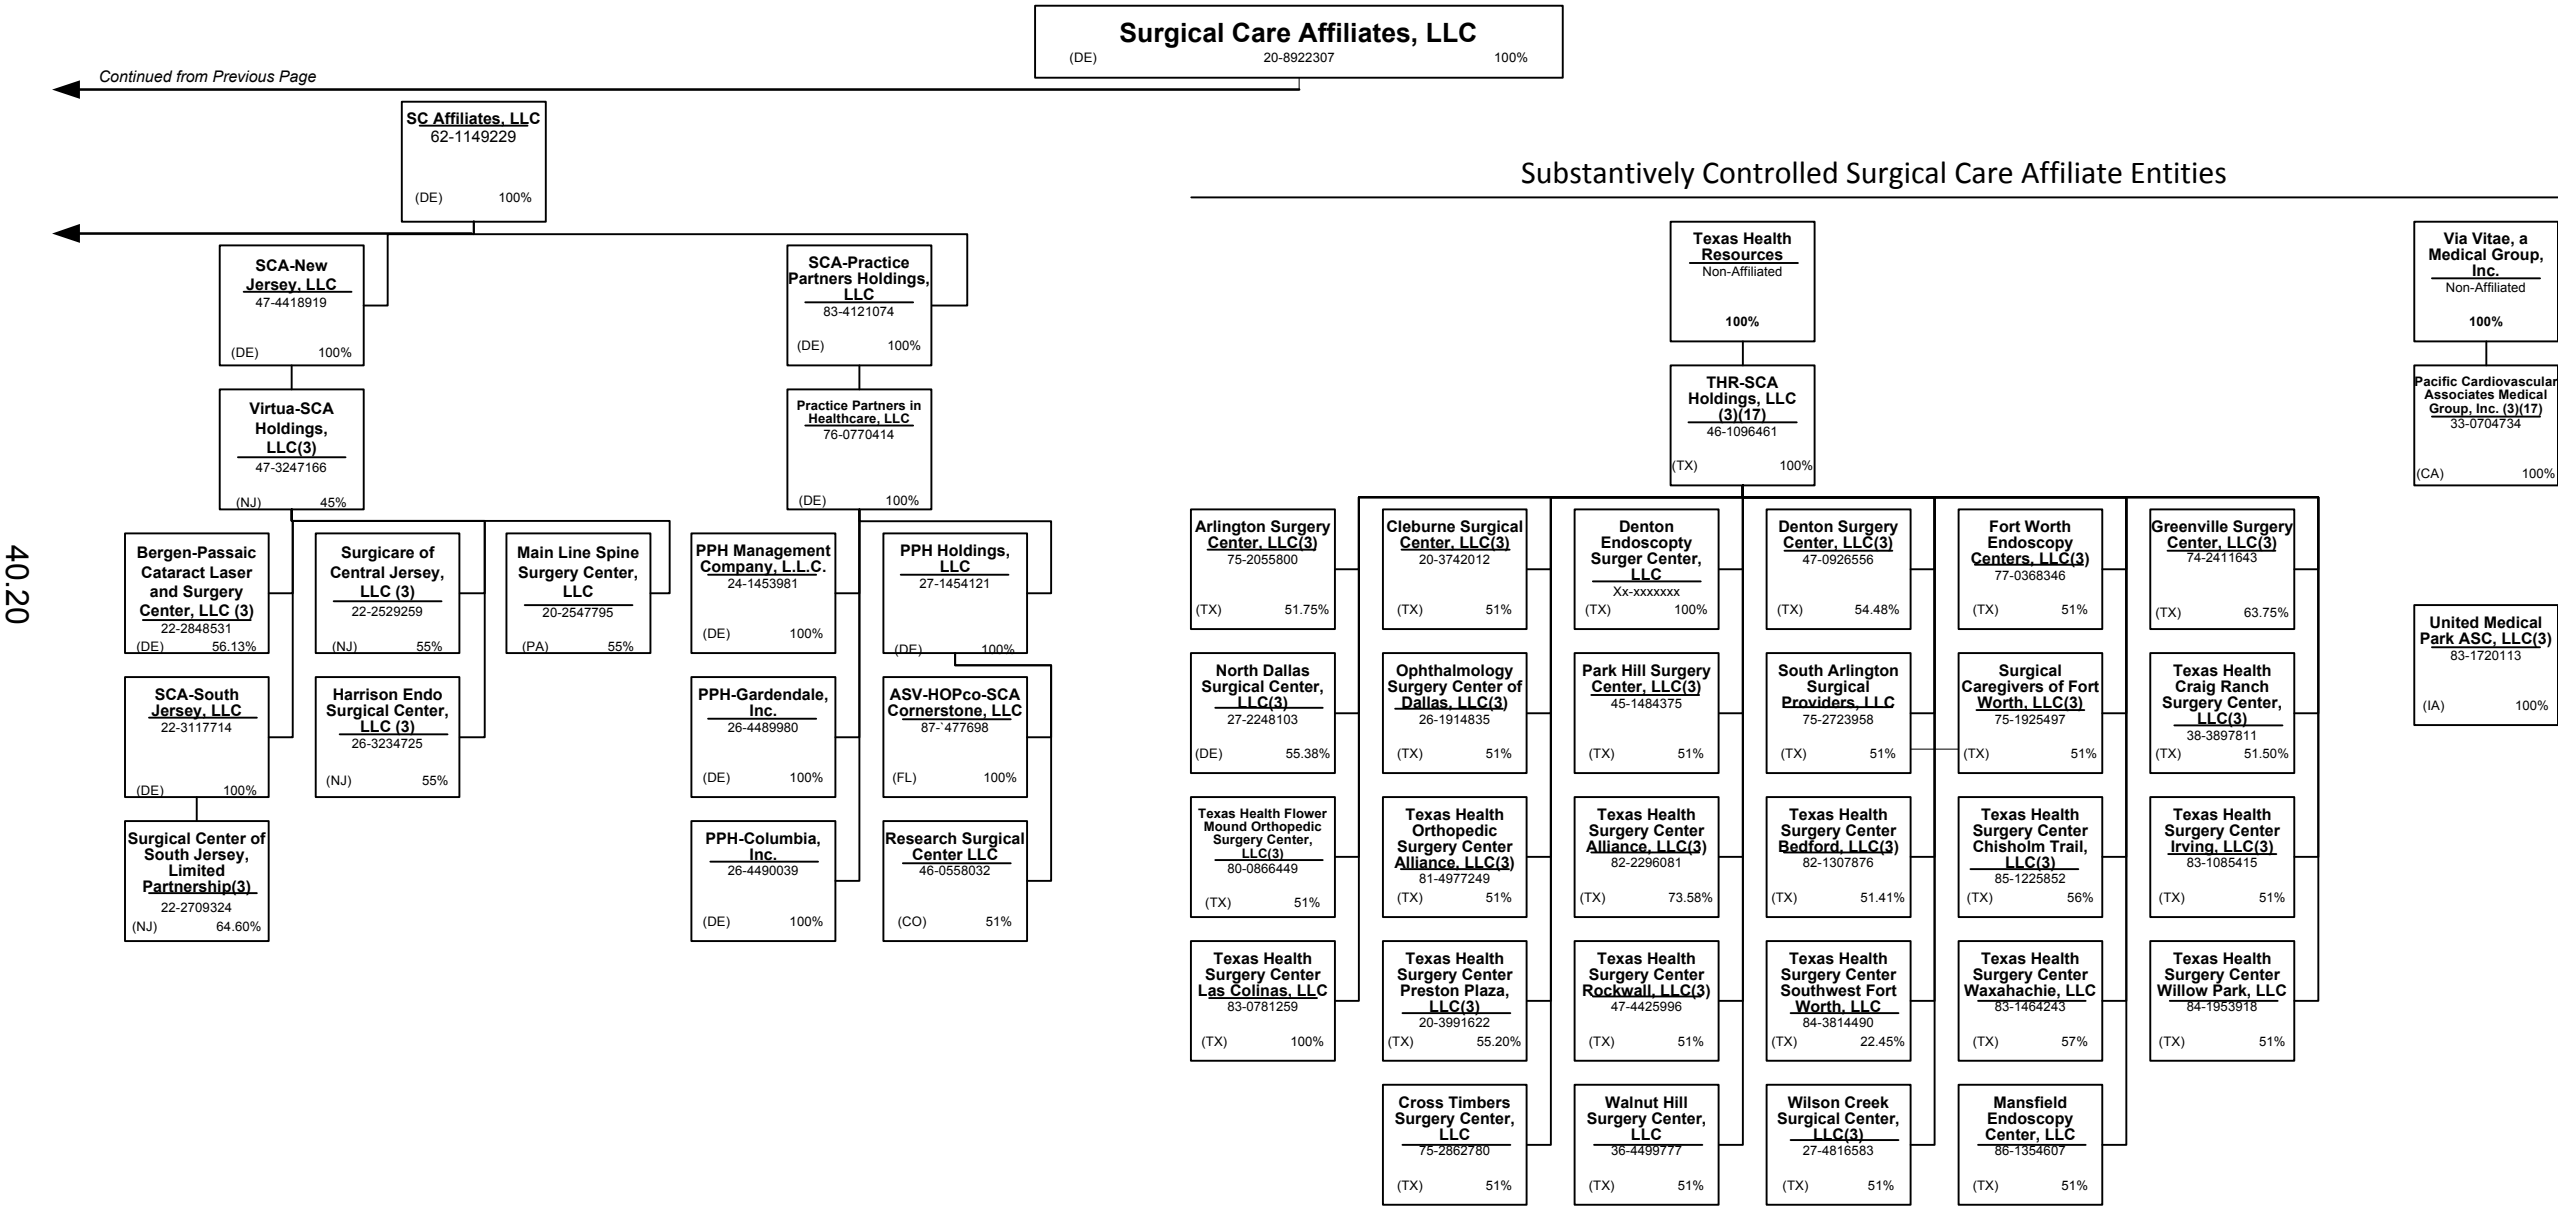 Surgical Care Affiliates, LLC
(DE) 20-8922307 100%
Continued from Previous Page
SC Affiliates, LLC
62-1149229
(DE) 100%
Substantively Controlled Surgical Care Affiliate Entities
SCA-New
Jersey, LLC
47-4418919
(DE) 100%
SCA-Practice
Partners Holdings,
LLC
83-4121074
(DE) 100%
Texas Health
Resources
Non-Affiliated
100%
Via Vitae, a
Medical Group,
Inc.
Non-Affiliated
100%
Virtua-SCA
Holdings,
LLC(3)
47-3247166
(NJ) 45%
Practice Partners in
Healthcare, LLC
76-0770414
(DE) 100%
THR-SCA
Holdings, LLC
(3)(17)
46-1096461
(TX) 100%
Pacific Cardiovascular
Associates Medical
Group, Inc. (3)(17)
33-0704734
(CA) 100%
Bergen-Passaic
Cataract Laser
and Surgery
Center, LLC (3)
22-2848531
(DE) 56.13%
Surgicare of
Central Jersey,
LLC (3)
22-2529259
(NJ) 55%
Main Line Spine
Surgery Center,
LLC
20-2547795
(PA) 55%
PPH Management
Company, L.L.C.
24-1453981
(DE) 100%
PPH Holdings,
LLC
27-1454121
(DE) 100%
Arlington Surgery
Center, LLC(3)
75-2055800
(TX) 51.75%
Cleburne Surgical
Center, LLC(3)
20-3742012
(TX) 51%
Denton
Endoscopty
Surger Center,
LLC
Xx-xxxxxxx
(TX) 100%
Denton Surgery
Center, LLC(3)
47-0926556
(TX) 54.48%
Fort Worth
Endoscopy
Centers, LLC(3)
77-0368346
(TX) 51%
Greenville Surgery
Center, LLC(3)
74-2411643
(TX) 63.75%
United Medical
Park ASC, LLC(3)
83-1720113
(IA) 100%
40.20
SCA-South
Jersey, LLC
22-3117714
(DE) 100%
Harrison Endo
Surgical Center,
LLC (3)
26-3234725
(NJ) 55%
PPH-Gardendale,
Inc.
26-4489980
(DE) 100%
ASV-HOPco-SCA
Cornerstone, LLC
87-`477698
(FL) 100%
North Dallas
Surgical Center,
LLC(3)
27-2248103
(DE) 55.38%
Ophthalmology
Surgery Center of
Dallas, LLC(3)
26-1914835
(TX) 51%
Park Hill Surgery
Center, LLC(3)
45-1484375
(TX) 51%
South Arlington
Surgical
Providers, LLC
75-2723958
(TX) 51%
Surgical
Caregivers of Fort
Worth, LLC(3)
75-1925497
(TX) 51%
Texas Health
Craig Ranch
Surgery Center,
LLC(3)
38-3897811
(TX) 51.50%
Surgical Center of
South Jersey,
Limited
Partnership(3)
22-2709324
(NJ) 64.60%
PPH-Columbia,
Inc.
26-4490039
(DE) 100%
Research Surgical
Center LLC
46-0558032
(CO) 51%
Texas Health Flower
Mound Orthopedic
Surgery Center,
LLC(3)
80-0866449
(TX) 51%
Texas Health
Orthopedic
Surgery Center
Alliance, LLC(3)
81-4977249
(TX) 51%
Texas Health
Surgery Center
Alliance, LLC(3)
82-2296081
(TX) 73.58%
Texas Health
Surgery Center
Bedford, LLC(3)
82-1307876
(TX) 51.41%
Texas Health
Surgery Center
Chisholm Trail,
LLC(3)
85-1225852
(TX) 56%
Texas Health
Surgery Center
Irving, LLC(3)
83-1085415
(TX) 51%
Texas Health
Surgery Center
Las Colinas, LLC
83-0781259
(TX) 100%
Texas Health
Surgery Center
Preston Plaza,
LLC(3)
20-3991622
(TX) 55.20%
Texas Health
Surgery Center
Rockwall, LLC(3)
47-4425996
(TX) 51%
Texas Health
Surgery Center
Southwest Fort
Worth, LLC
84-3814490
(TX) 22.45%
Texas Health
Surgery Center
Waxahachie, LLC
83-1464243
(TX) 57%
Texas Health
Surgery Center
Willow Park, LLC
84-1953918
(TX) 51%
Cross Timbers
Surgery Center,
LLC
75-2862780
(TX) 51%
Walnut Hill
Surgery Center,
LLC
36-4499777
(TX) 51%
Wilson Creek
Surgical Center,
LLC(3)
27-4816583
(TX) 51%
Mansfield
Endoscopy
Center, LLC
86-1354607
(TX) 51%